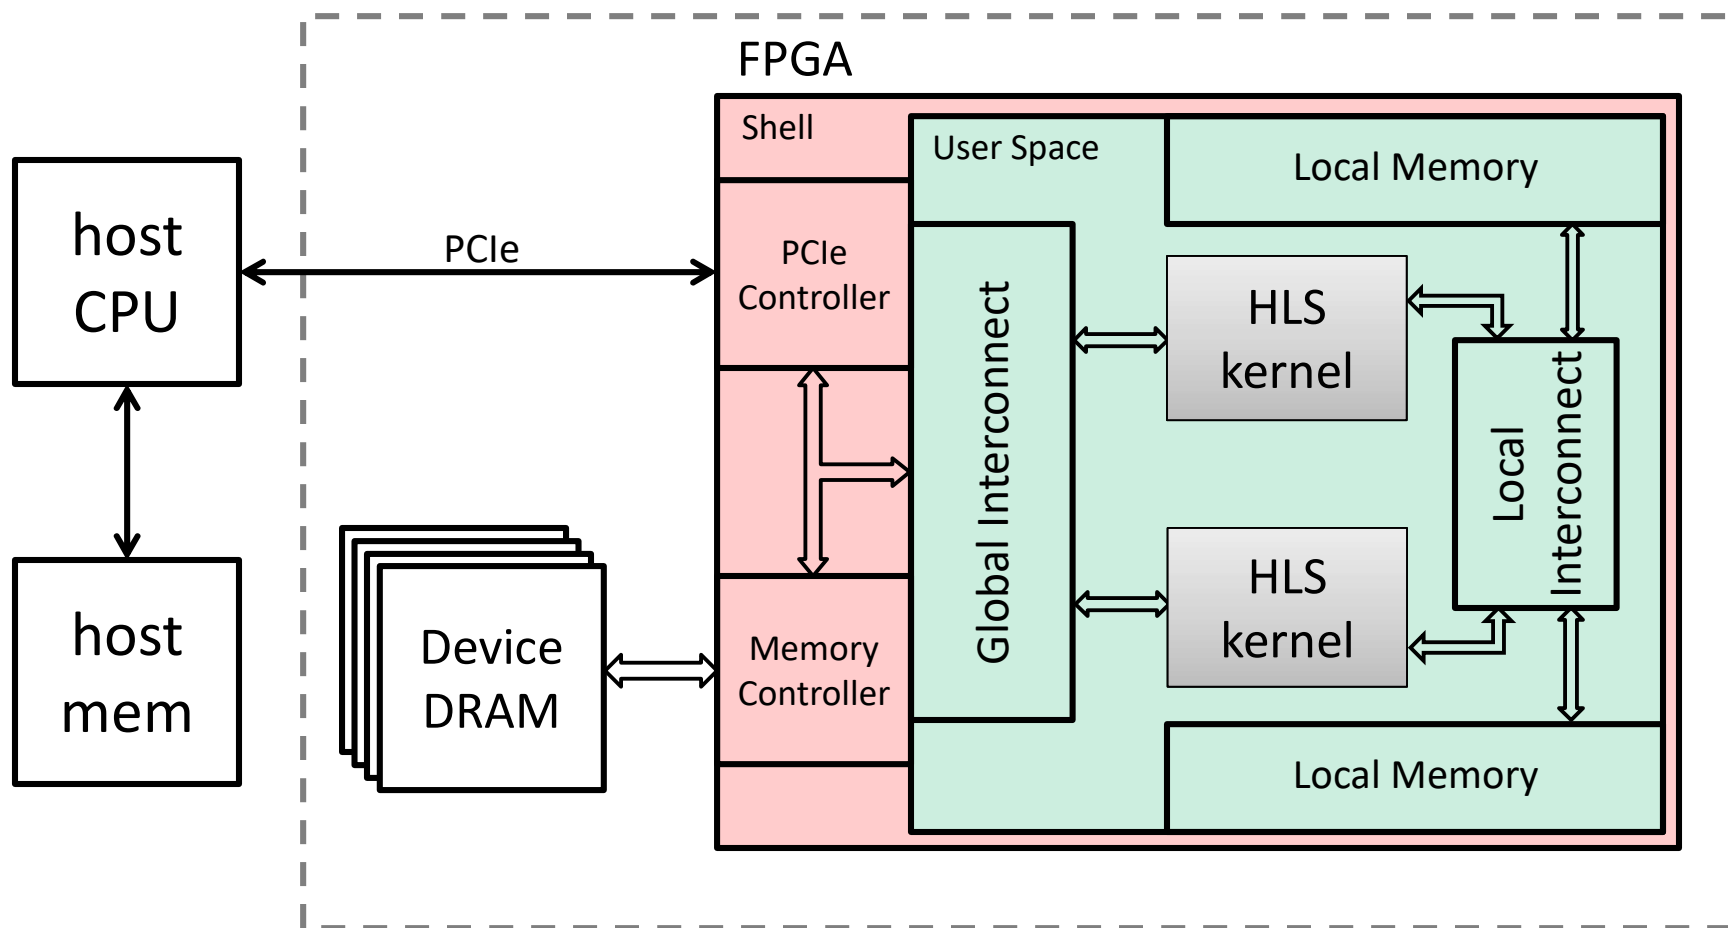 FPGA
Shell
User Space
Local Memory
host
CPU
PCIe
PCIe
Controller
Global Interconnect
HLS
kernel
Local
Interconnect
host
mem
Device
DRAM
Memory
Controller
HLS
kernel
Local Memory